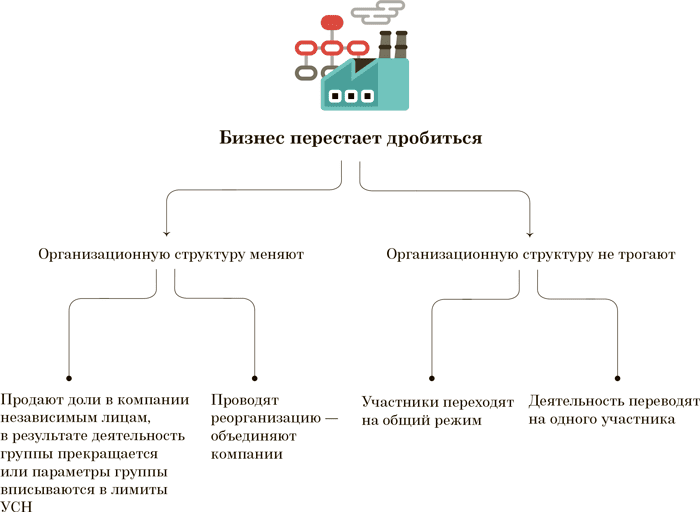 Бизнес перестает дробиться
Организационную структуру меняют
Организационную структуру не трогают
Продают доли в компании
независимым лицам,
в результате деятельность
группы прекращается
или параметры группы
вписываются в лимиты
УСН
Проводят
реорганизацию —
объединяют
компании
Участники переходят
на общий режим
Деятельность переводят
на одного участника